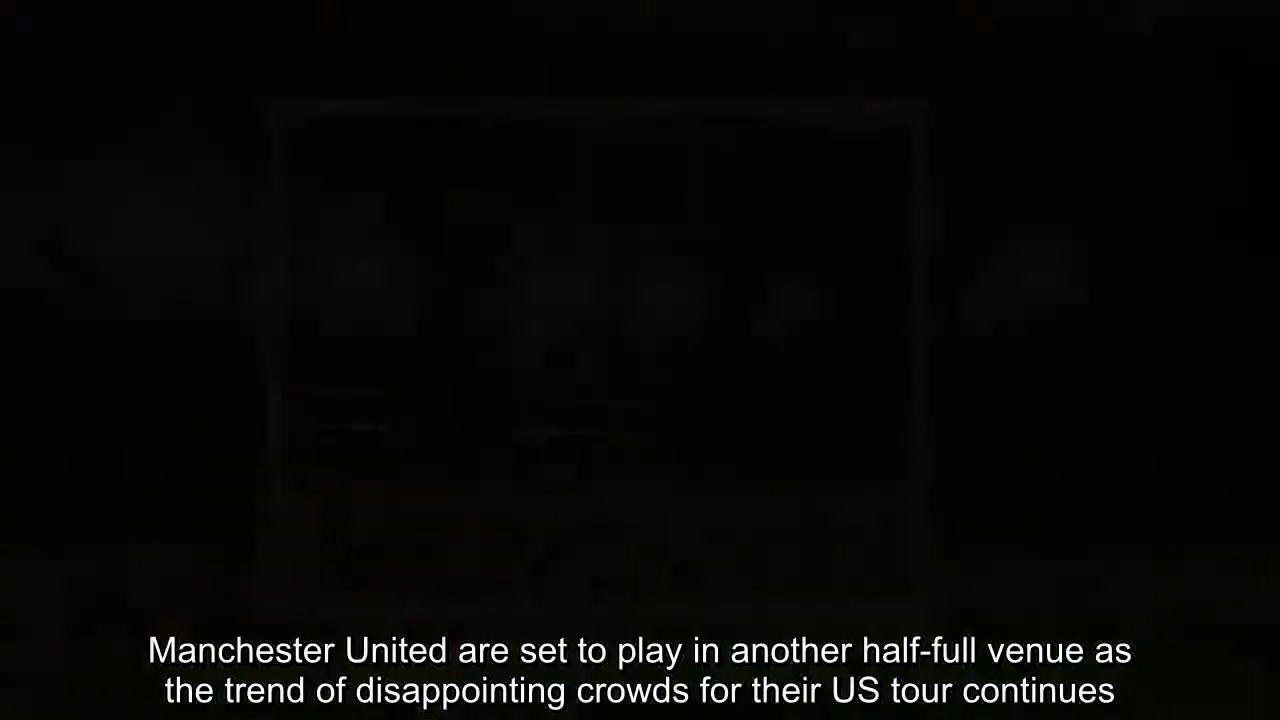 Manchester United are set to play in another half-full venue as
the trend of disappointing crowds for their US tour continues